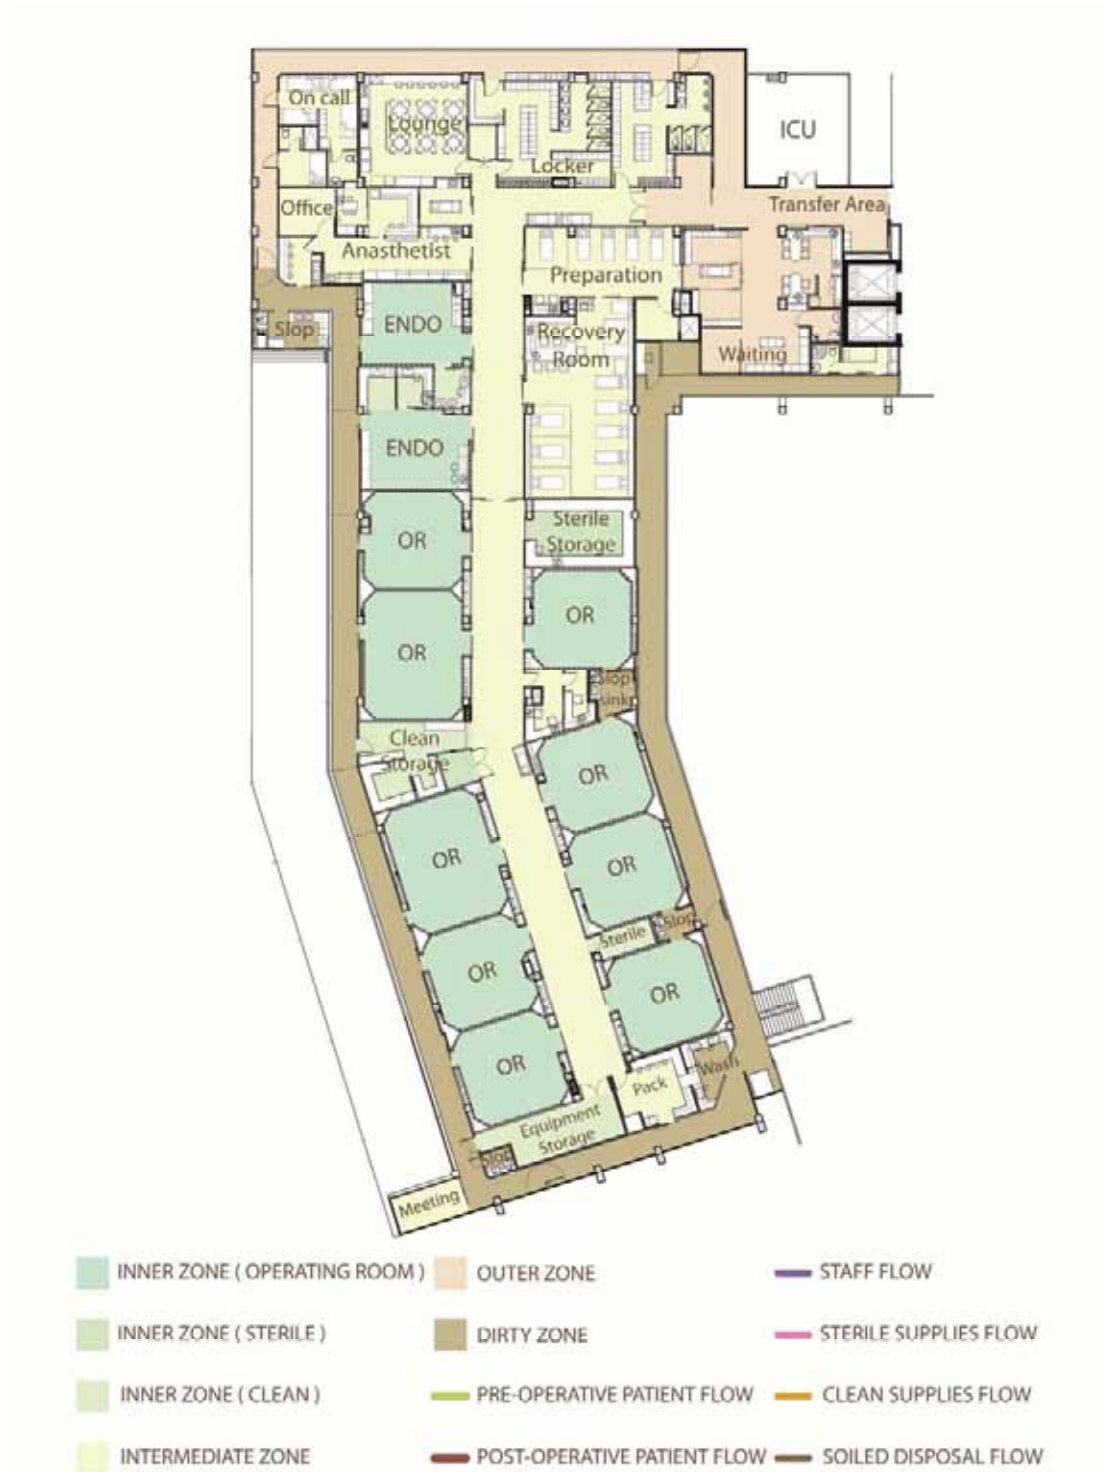 On call
Lounge
ICU
Locker
Office
Transfer Area
Anasthetist
Preparation
Slop
ENDO
Recovery
Room
Waiting
ENDO
OR
Sterile
Storage
OR
OR
Slop
sink
Clean
Storage
OR
OR
OR
Slop
Sterile
OR
OR
OR
Wash
Pack
Equipment
Storage
Slop
Meeting
INNER ZONE ( OPERATING ROOM )
OUTER ZONE
STAFF FLOW
INNER ZONE ( STERILE )
DIRTY ZONE
STERILE SUPPLIES FLOW
INNER ZONE ( CLEAN )
PRE-OPERATIVE PATIENT FLOW
CLEAN SUPPLIES FLOW
INTERMEDIATE ZONE
POST-OPERATIVE PATIENT FLOW
SOILED DISPOSAL FLOW